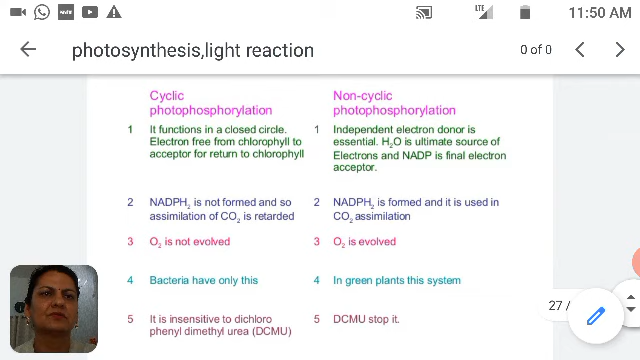 LTE
11:50 AM
photosynthesis,light reaction
0 of 0
Cyclic
photophosphorylation
Non-cyclic
photophosphorylation
1 It functions in a closed circle.
Electron free from chlorophyll to
acceptor for return to chlorophyll
1 Independent electron donor is
essential. H₂O is ultimate source of
Electrons and NADP is final electron
acceptor.
2 NADPH₂ is not formed and so
assimilation of CO₂ is retarded
2 NADPH₂ is formed and it is used in
CO₂ assimilation
3 O₂ is not evolved
3 O₂ is evolved
4 Bacteria have only this
4 In green plants this system
5 It is insensitive to dichloro
phenyl dimethyl urea (DCMU)
5 DCMU stop it.
27 /